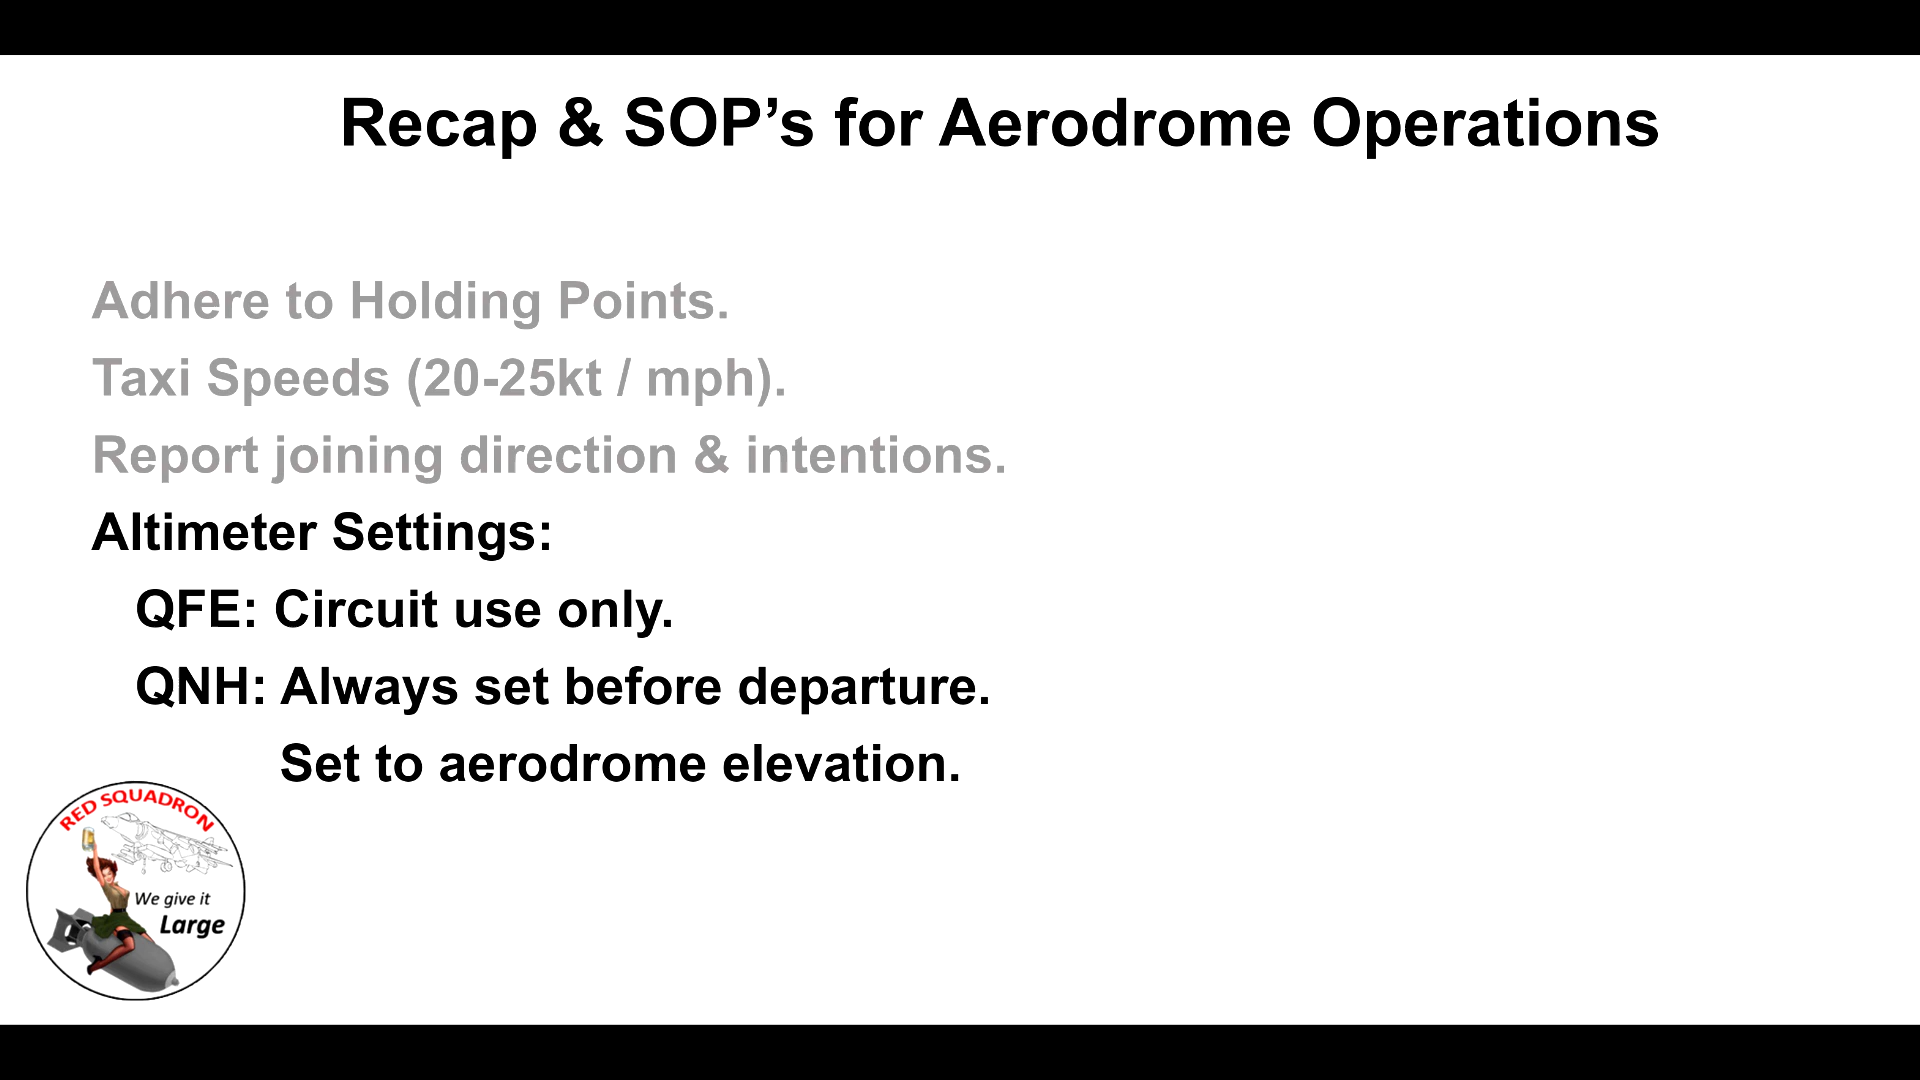 Recap & SOP’s for Aerodrome Operations
Adhere to Holding Points.
Taxi Speeds (20-25kt / mph).
Report joining direction & intentions.
Altimeter Settings:
QFE: Circuit use only.
QNH: Always set before departure.
Set to aerodrome elevation.
RED SQUADRON
We give it
Large